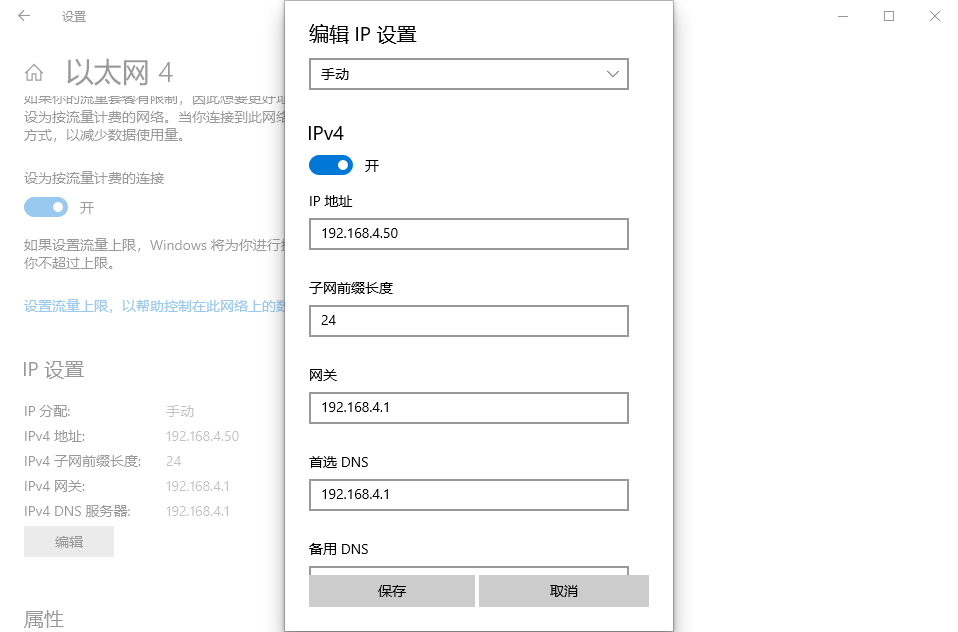 设置
以太网 4
如果你的流量套餐有限制，因此想要更好地
设为按流量计费的网络。当你连接到此网络
方式，以减少数据使用量。
设为按流量计费的连接
开
如果设置流量上限，Windows 将为你进行
你不超过上限。
设置流量上限，以帮助控制在此网络上的数
IP 设置
IP 分配:
手动
IPv4 地址:
192.168.4.50
IPv4 子网前缀长度:
24
IPv4 网关:
192.168.4.1
IPv4 DNS 服务器:
192.168.4.1
编辑
属性
编辑 IP 设置
手动
IPv4
开
IP 地址
192.168.4.50
子网前缀长度
24
网关
192.168.4.1
首选 DNS
192.168.4.1
备用 DNS
保存
取消